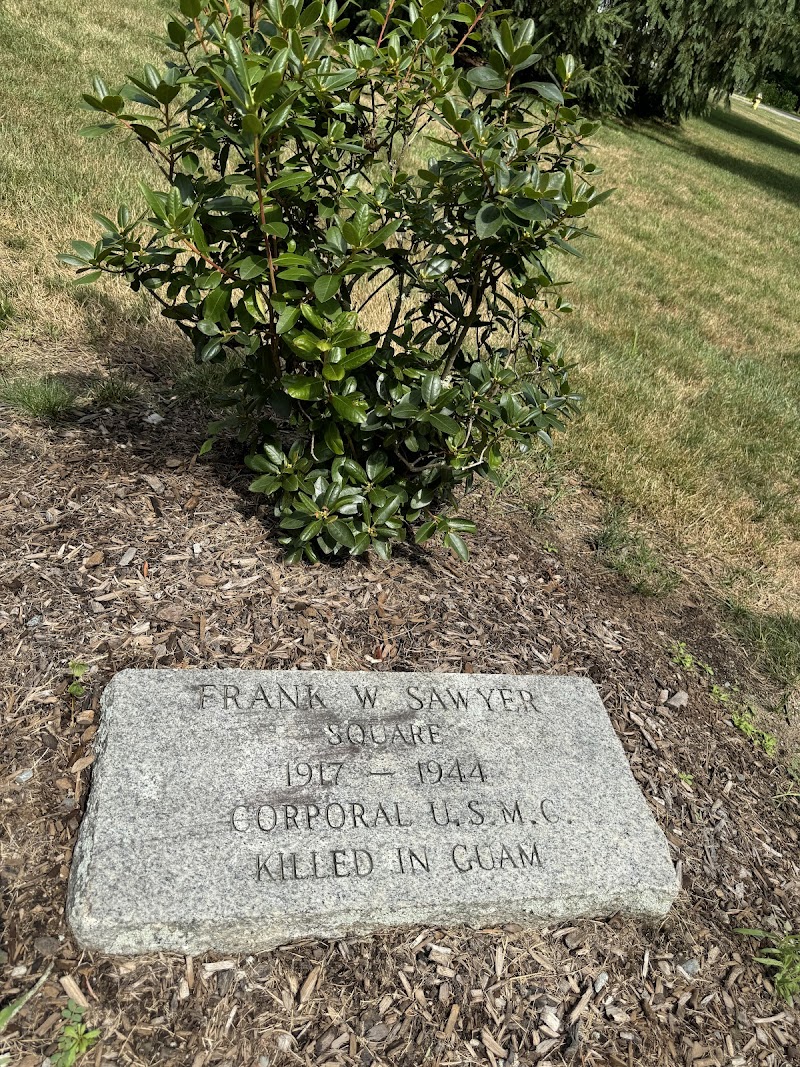 FRANK W. SAWYER
SQUARE
1917 – 1944
CORPORAL U.S.M.C.
KILLED IN GUAM